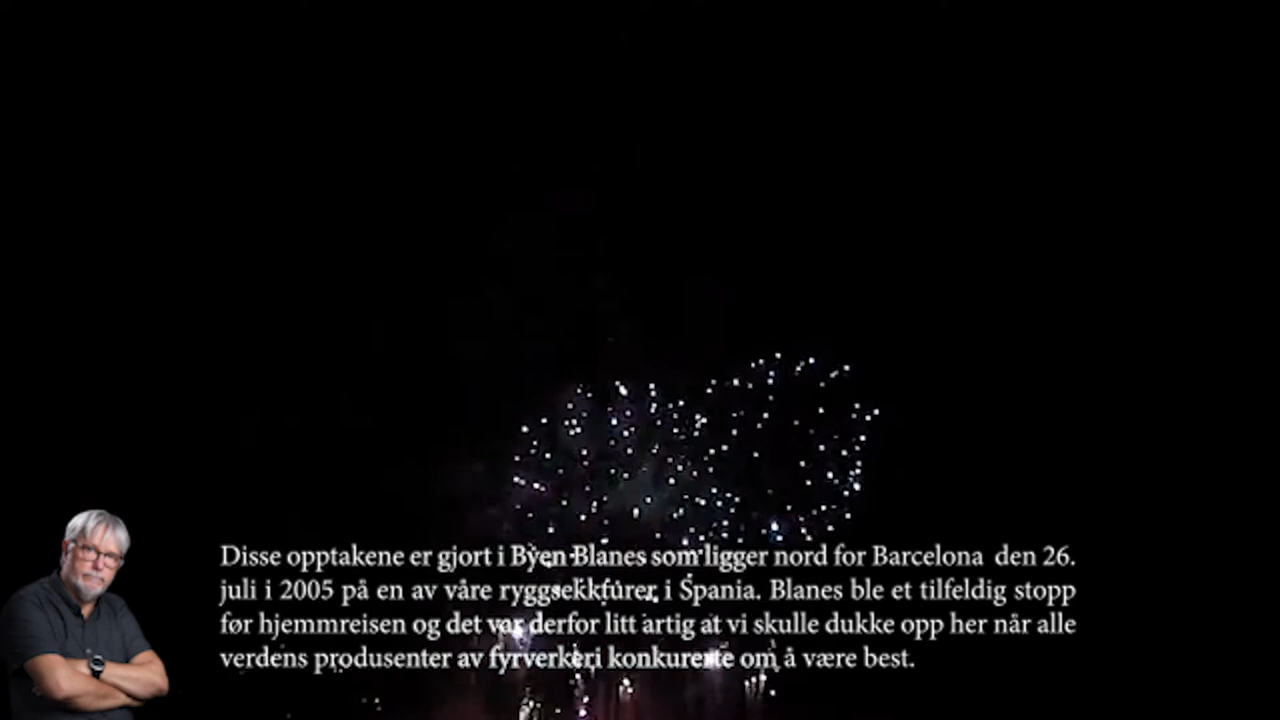 Disse opptakene er gjort i Byen Blanes som ligger nord for Barcelona den 26.
juli i 2005 på en av våre ryggsekkturer i Spania. Blanes ble et tilfeldig stopp
før hjemmreisen og det var derfor litt artig at vi skulle dukke opp her når alle
verdens produsenter av fyrverkeri konkurerte om å være best.